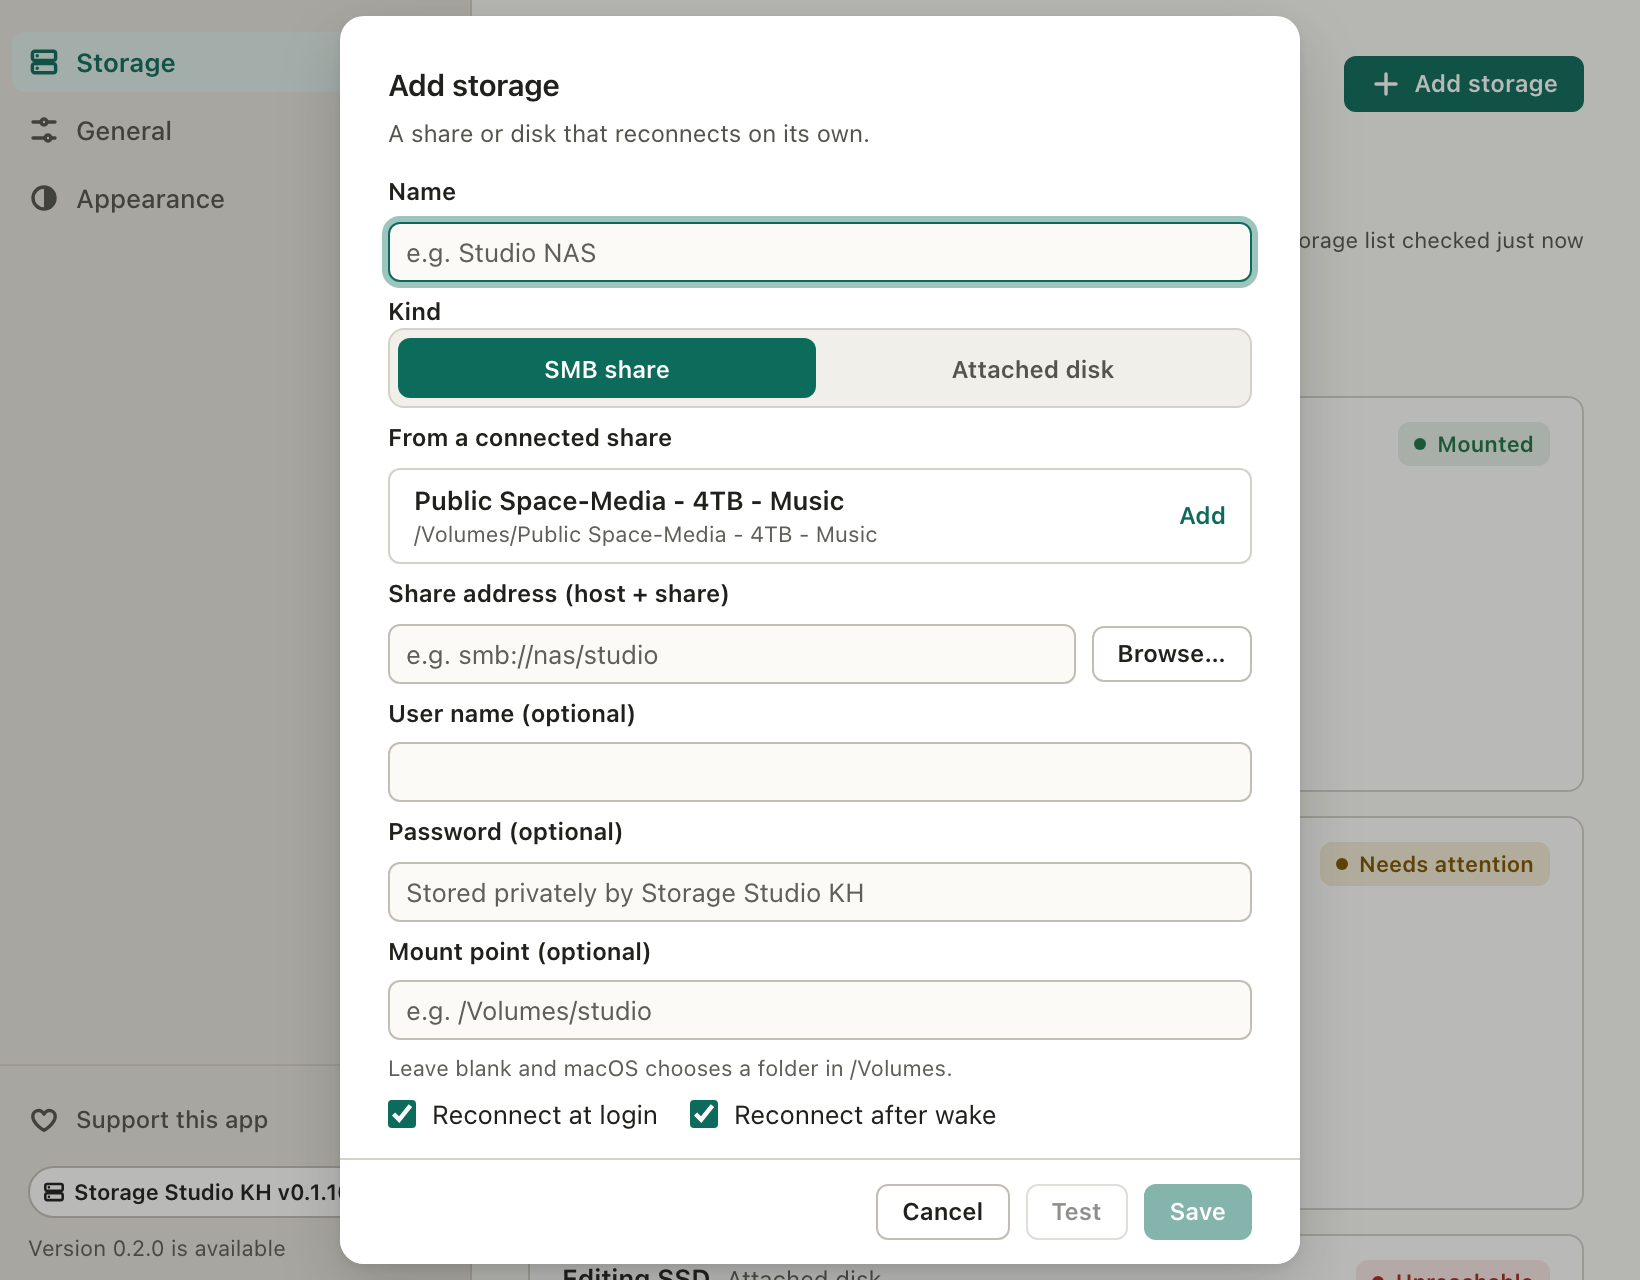 Storage
General
Appearance
Support this app
Storage Studio KH v0.1.1
Version 0.2.0 is available
Add storage
A share or disk that reconnects on its own.
Name
e.g. Studio NAS
Kind
SMB share
Attached disk
From a connected share
Public Space-Media - 4TB - Music
/Volumes/Public Space-Media - 4TB - Music
Add
Share address (host + share)
e.g. smb://nas/studio
Browse...
User name (optional)
Password (optional)
Stored privately by Storage Studio KH
Mount point (optional)
e.g. /Volumes/studio
Leave blank and macOS chooses a folder in /Volumes.
Reconnect at login
Reconnect after wake
Cancel
Test
Save
Add storage
orage list checked just now
Mounted
Needs attention
Editing SSD Attached disk
Unreachable